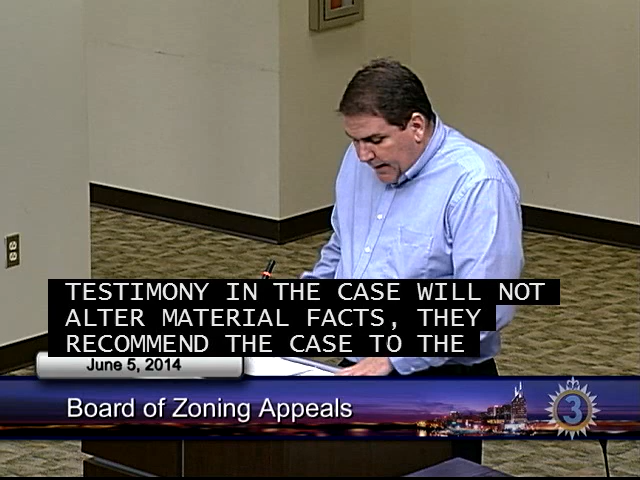 TESTIMONY IN THE CASE WILL NOT
ALTER MATERIAL FACTS, THEY
RECOMMEND THE CASE TO THE
June 5, 2014
Board of Zoning Appeals
3